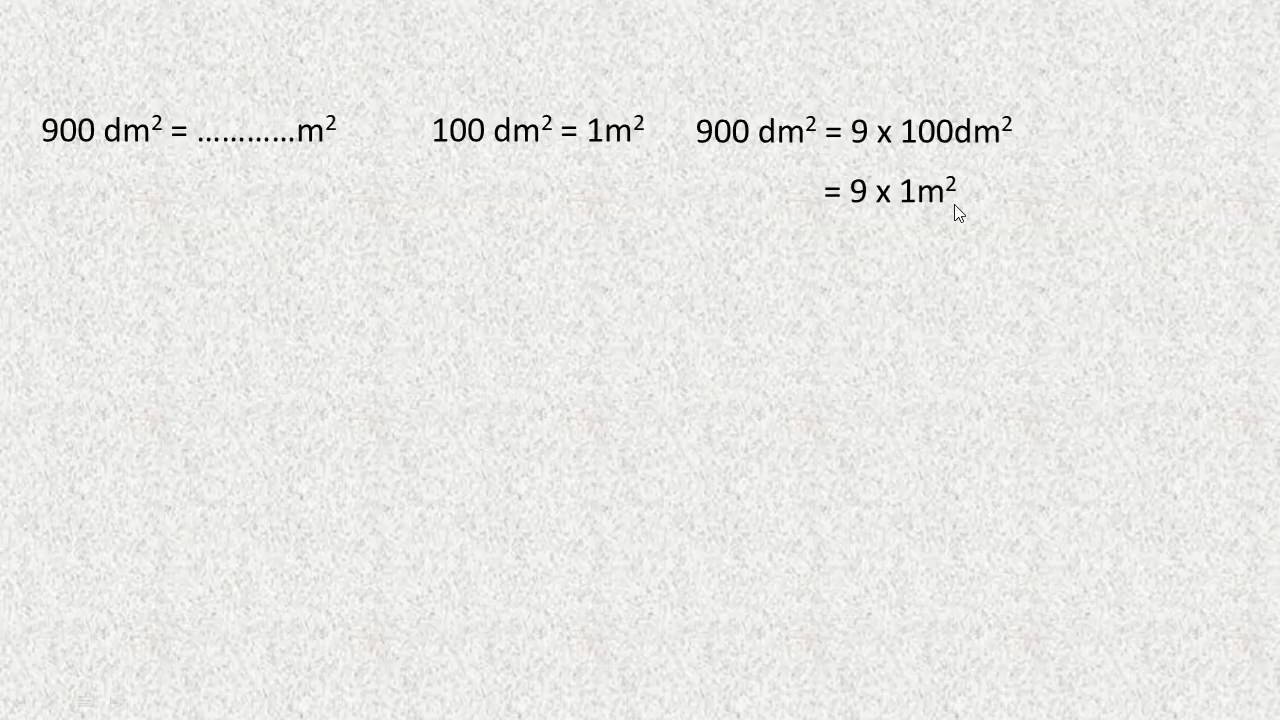 900 dm² = …………m² 100 dm² = 1m² 900 dm² = 9 x 100dm²
= 9 x 1m²